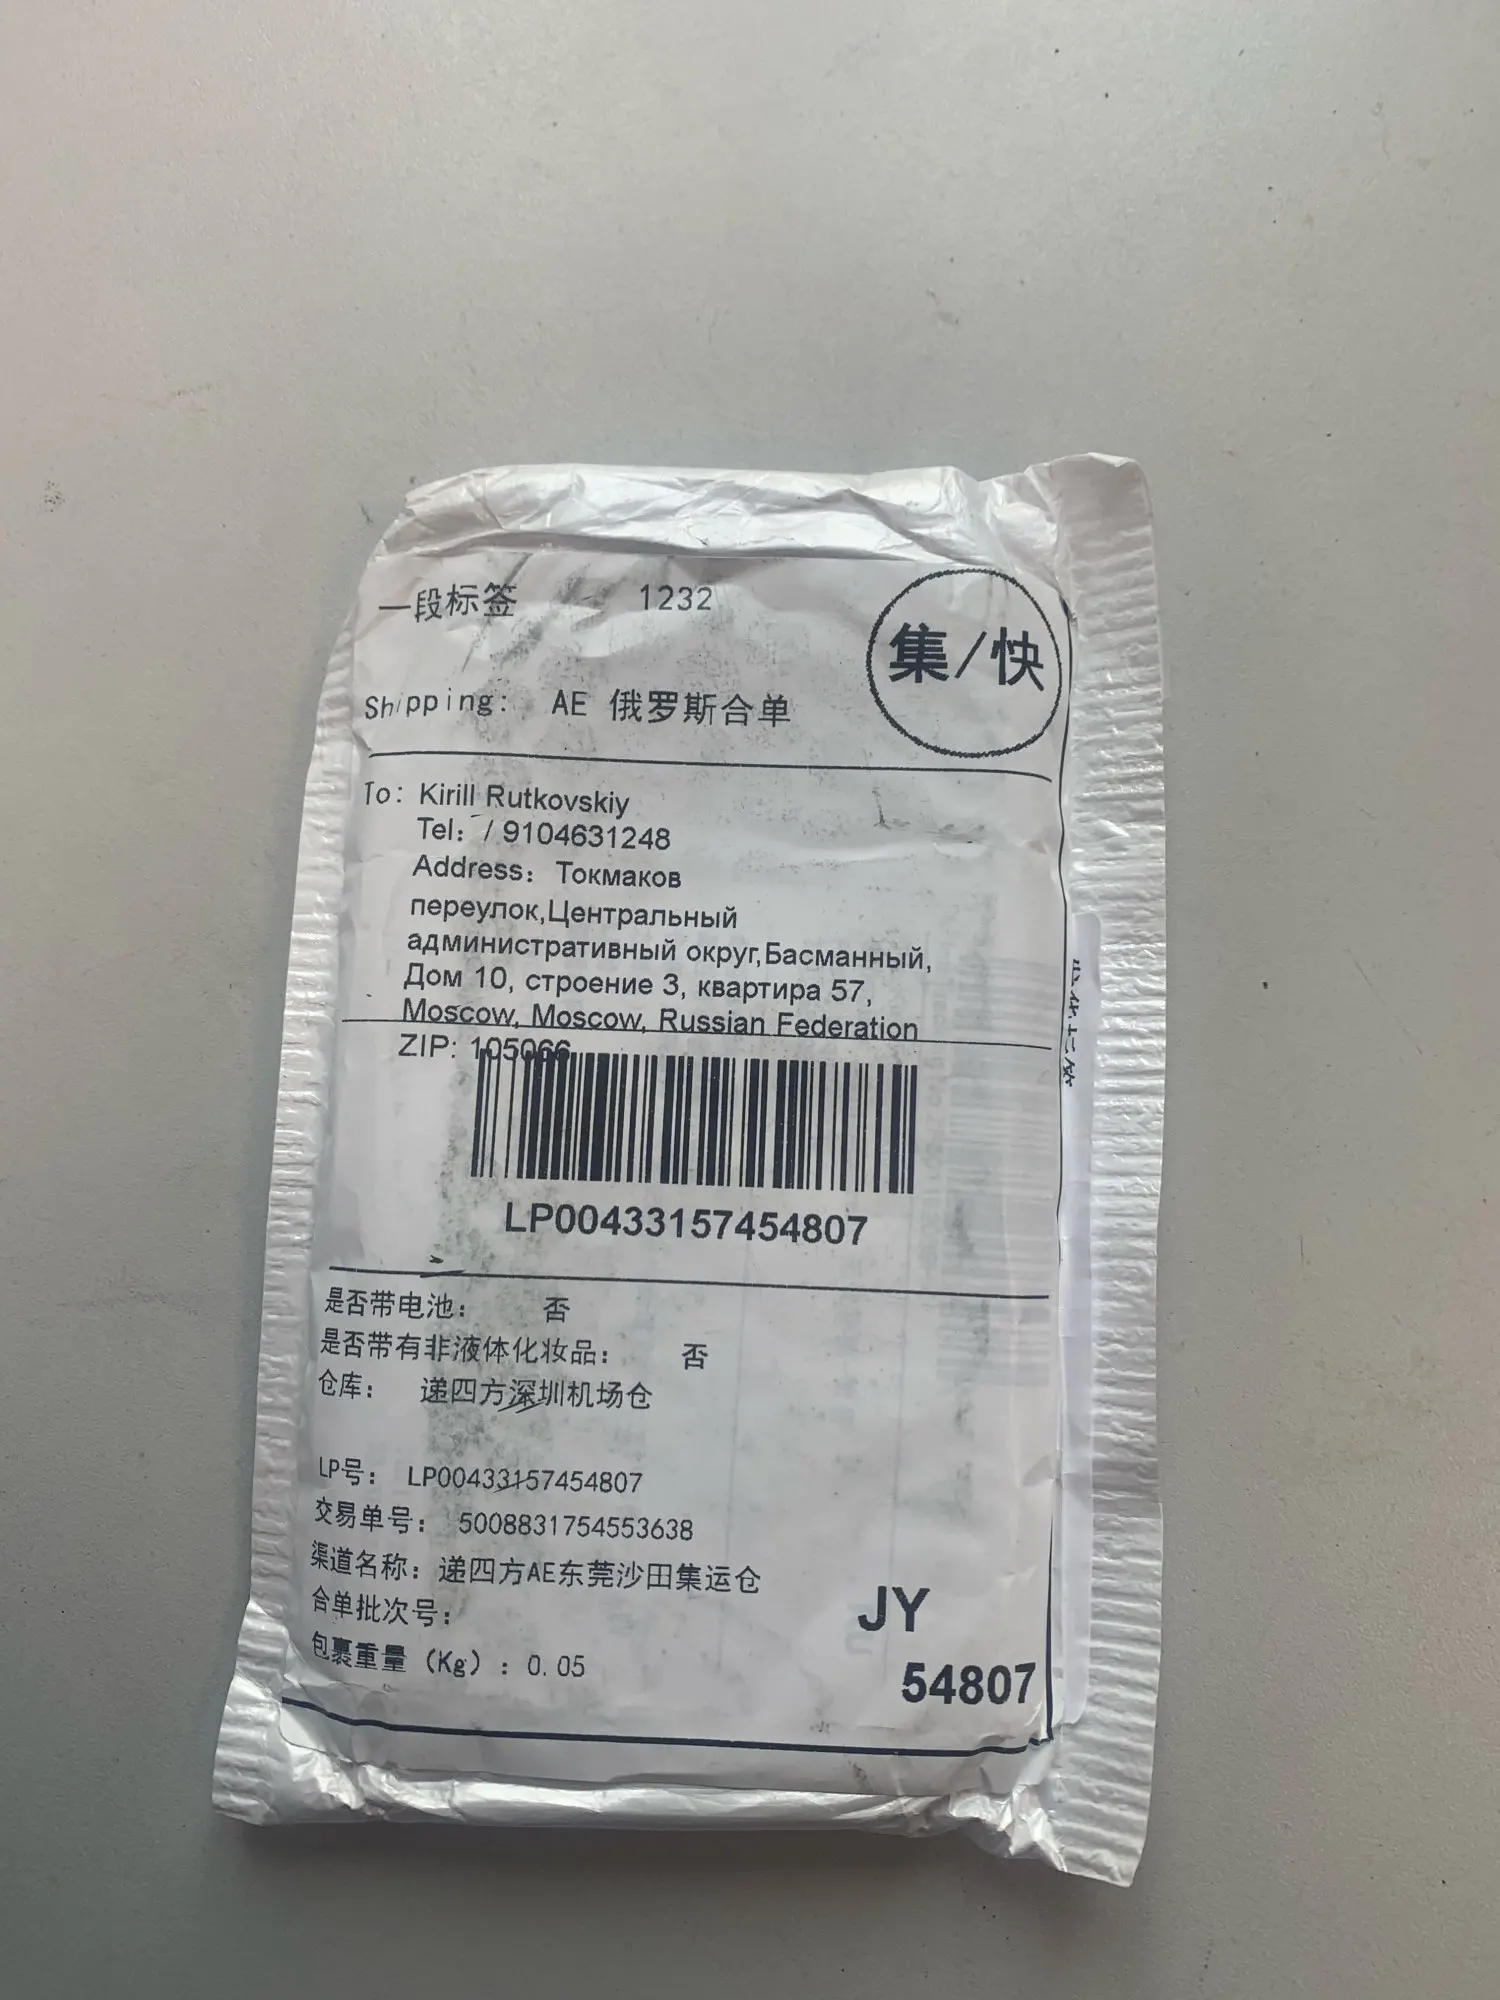 一段标签 1232
集/快
Shipping: AE 俄罗斯合单
To: Kirill Rutkovskiy
Tel: / 9104631248
Address: Токмаков
переулок,Центральный
административный округ,Басманный,
Дом 10, строение 3, квартира 57,
Moscow, Moscow, Russian Federation
ZIP: 105066
LP00433157454807
是否带电池: 否
是否带有非液体化妆品: 否
仓库: 递四方深圳机场仓
LP号: LP00433157454807
交易单号: 5008831754553638
渠道名称: 递四方AE东莞沙田集运仓
合单批次号:
包裹重量 (Kg) : 0.05
JY
54807